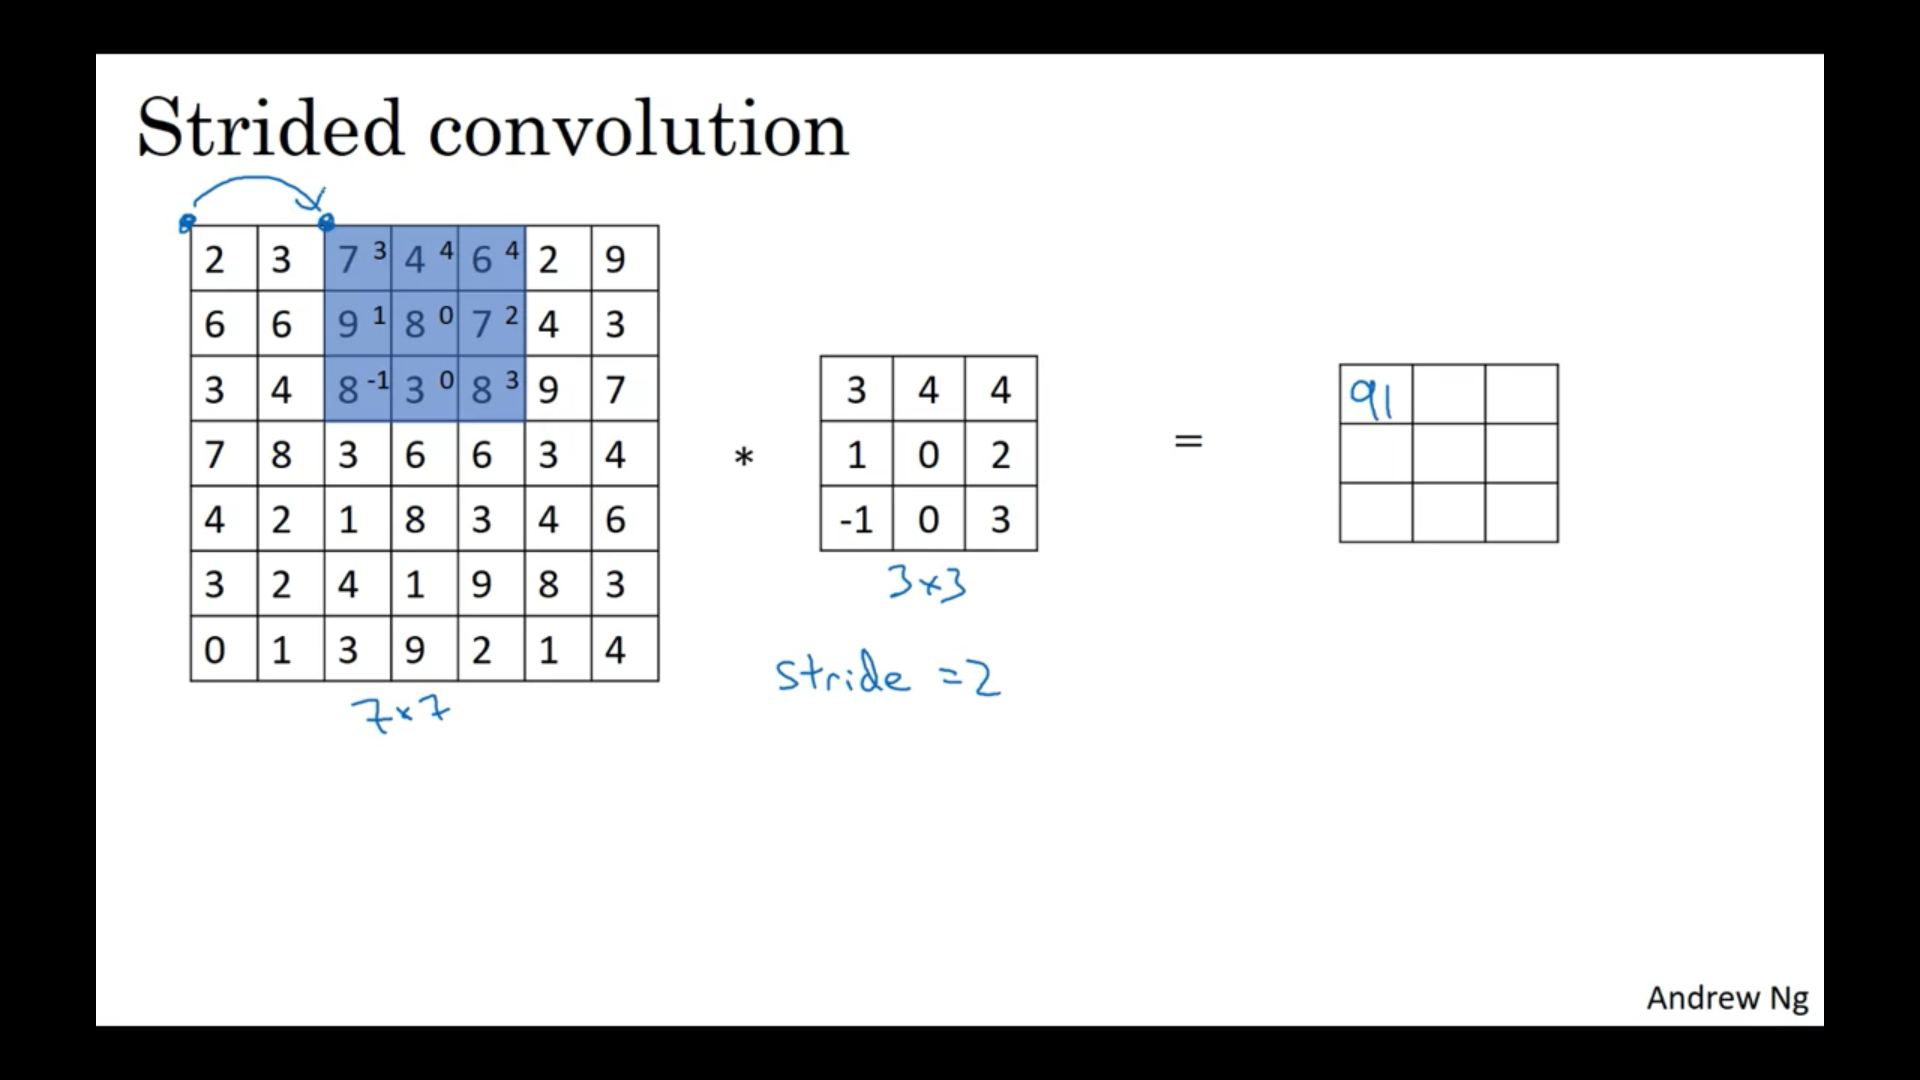 Strided convolution
2 3 7 3 4 4 6 4 2 9
6 6 9 1 8 0 7 2 4 3
3 4 8 -1 3 0 8 3 9 7
7 8 3 6 6 3 4
4 2 1 8 3 4 6
3 2 4 1 9 8 3
0 1 3 9 2 1 4
7×7
*
3 4 4
1 0 2
-1 0 3
3×3
stride =2
=
91
Andrew Ng